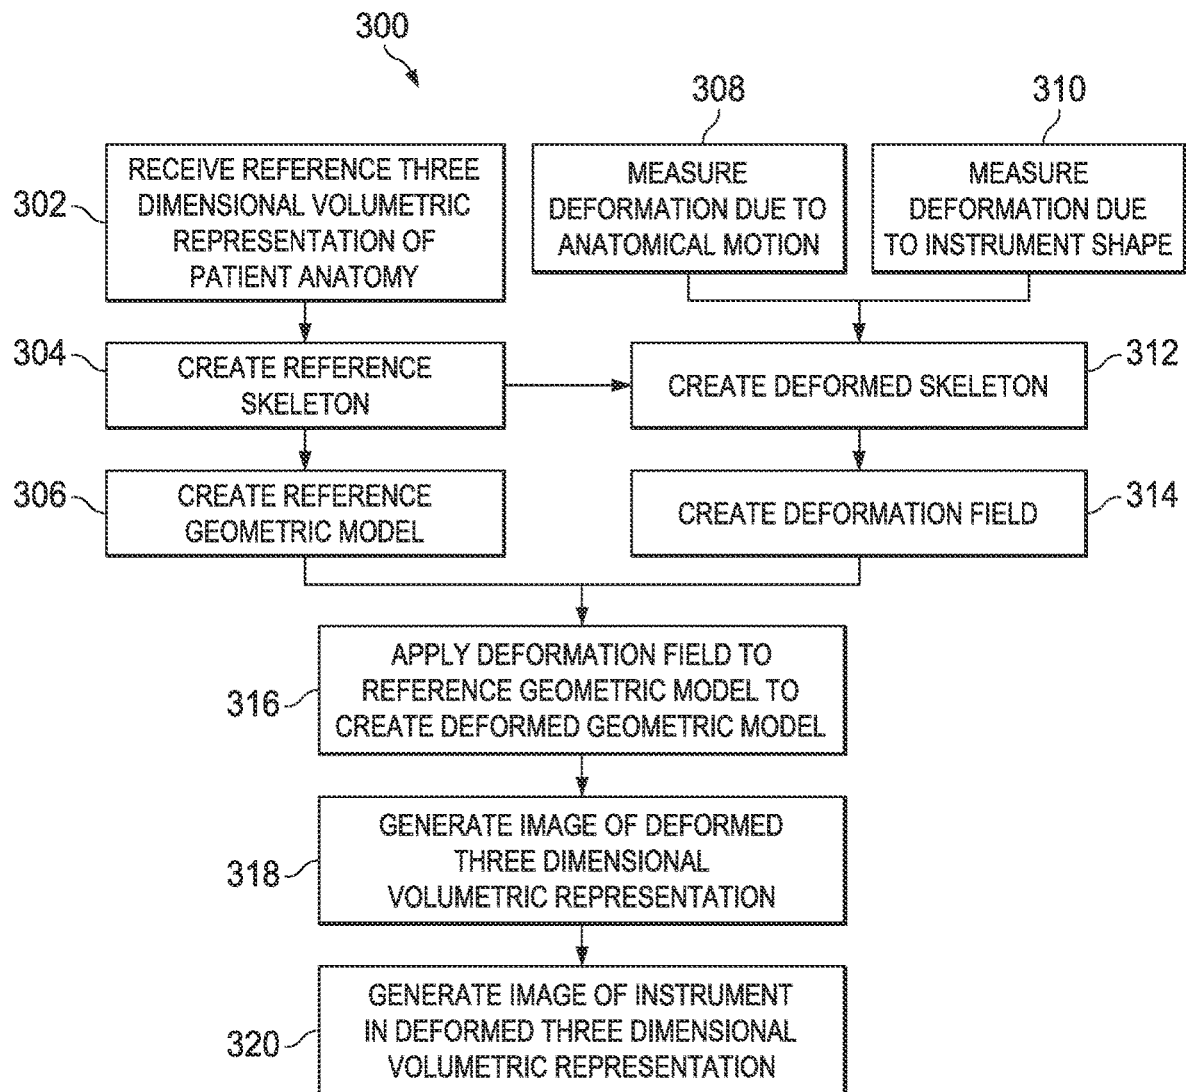 300
308
310
302
RECEIVE REFERENCE THREE
DIMENSIONAL VOLUMETRIC
REPRESENTATION OF
PATIENT ANATOMY
MEASURE
DEFORMATION DUE TO
ANATOMICAL MOTION
MEASURE
DEFORMATION DUE
TO INSTRUMENT SHAPE
304
CREATE REFERENCE
SKELETON
CREATE DEFORMED SKELETON
312
306
CREATE REFERENCE
GEOMETRIC MODEL
CREATE DEFORMATION FIELD
314
316
APPLY DEFORMATION FIELD TO
REFERENCE GEOMETRIC MODEL TO
CREATE DEFORMED GEOMETRIC MODEL
318
GENERATE IMAGE OF DEFORMED
THREE DIMENSIONAL
VOLUMETRIC REPRESENTATION
320
GENERATE IMAGE OF INSTRUMENT
IN DEFORMED THREE DIMENSIONAL
VOLUMETRIC REPRESENTATION